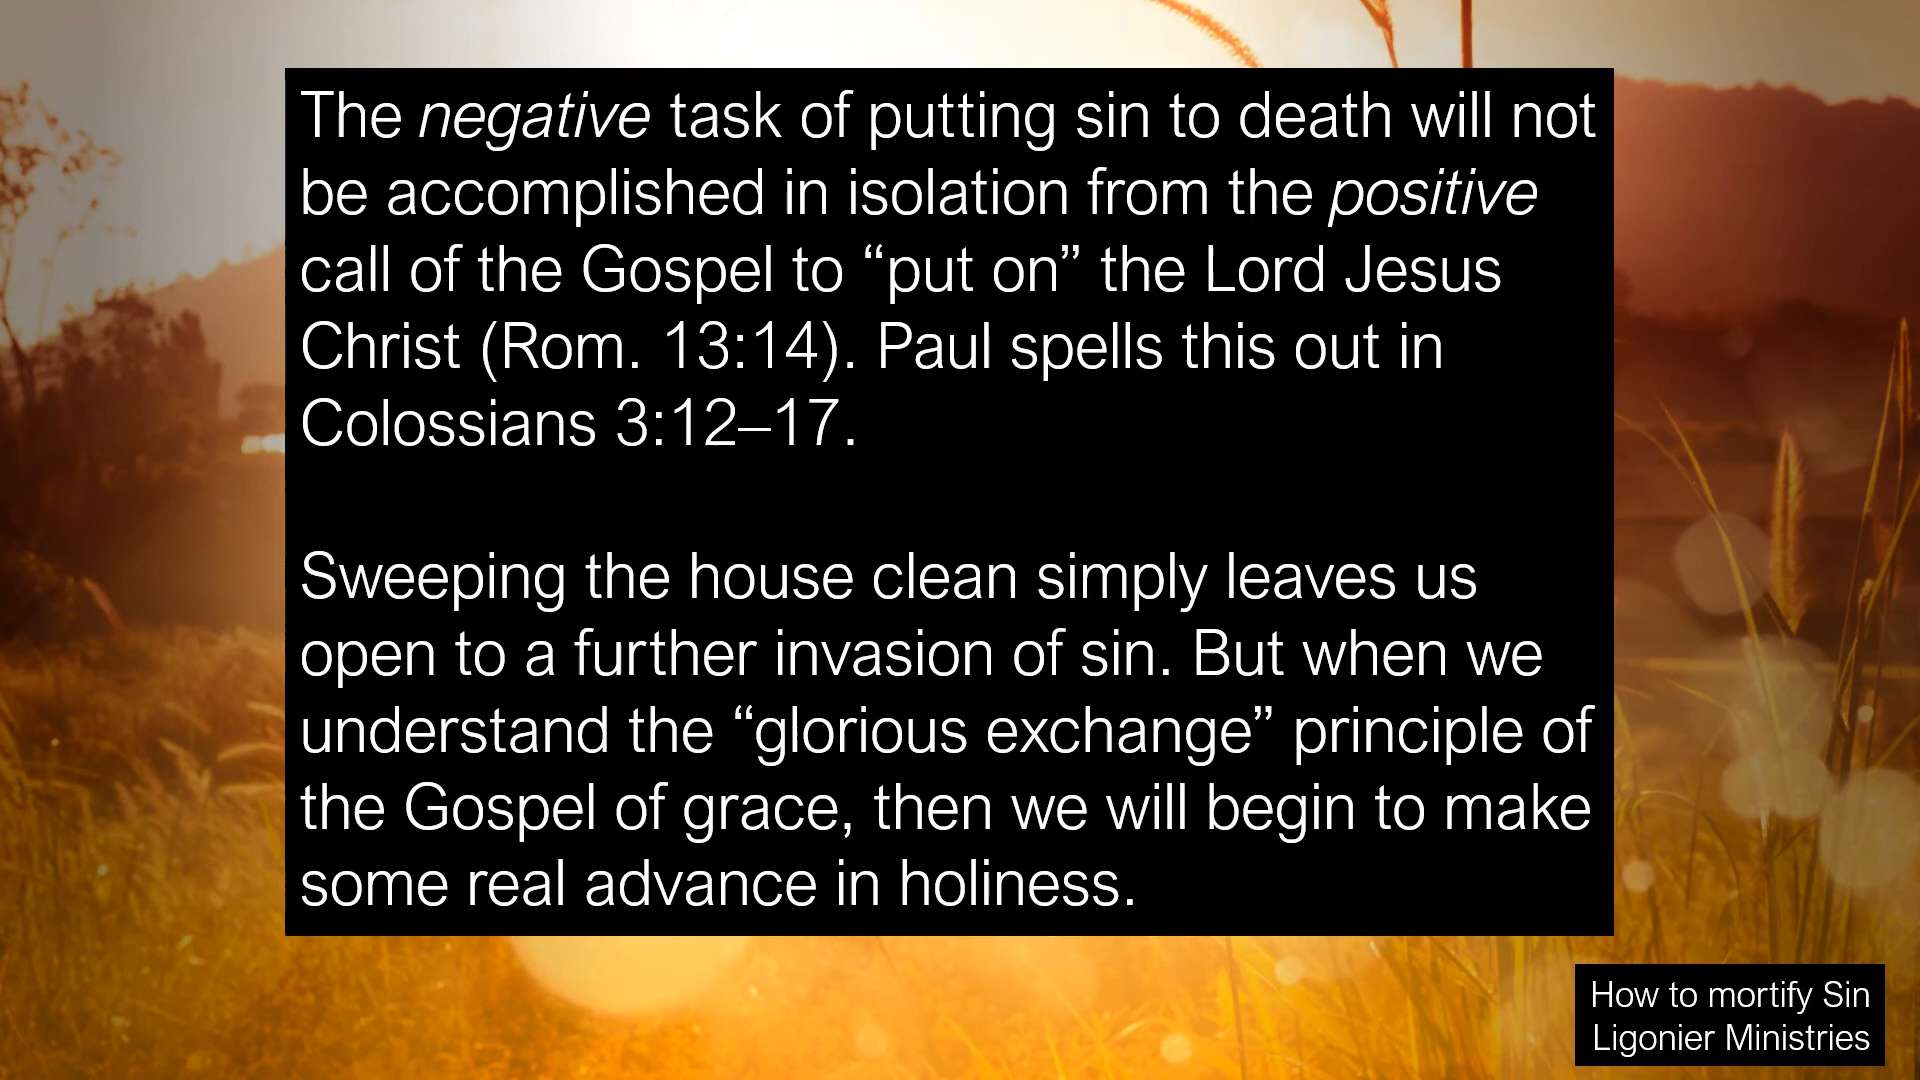 The negative task of putting sin to death will not
be accomplished in isolation from the positive
call of the Gospel to “put on” the Lord Jesus
Christ (Rom. 13:14). Paul spells this out in
Colossians 3:12–17.
Sweeping the house clean simply leaves us
open to a further invasion of sin. But when we
understand the “glorious exchange” principle of
the Gospel of grace, then we will begin to make
some real advance in holiness.
How to mortify Sin
Ligonier Ministries